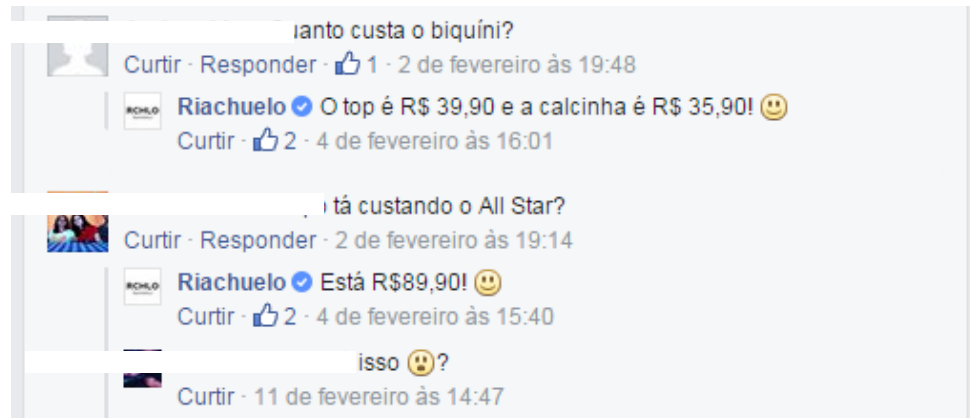 custa o biquíni?
Curtir · Responder · 1 · 2 de fevereiro às 19:48
RCHLO
Riachuelo O top é R$ 39,90 e a calcinha é R$ 35,90!
Curtir · 2 · 4 de fevereiro às 16:01
tá custando o All Star?
Curtir · Responder · 2 de fevereiro às 19:14
RCHLO
Riachuelo Está R$89,90!
Curtir · 2 · 4 de fevereiro às 15:40
isso ?
Curtir · 11 de fevereiro às 14:47